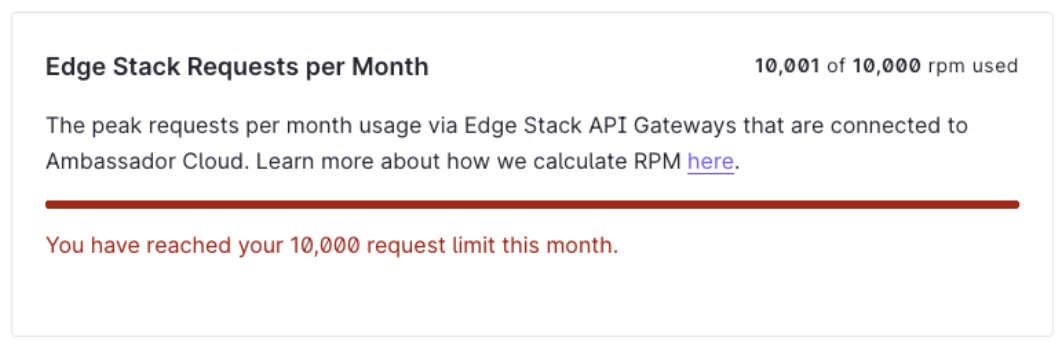 Edge Stack Requests per Month
10,001 of 10,000 rpm used
The peak requests per month usage via Edge Stack API Gateways that are connected to
Ambassador Cloud. Learn more about how we calculate RPM here.
You have reached your 10,000 request limit this month.